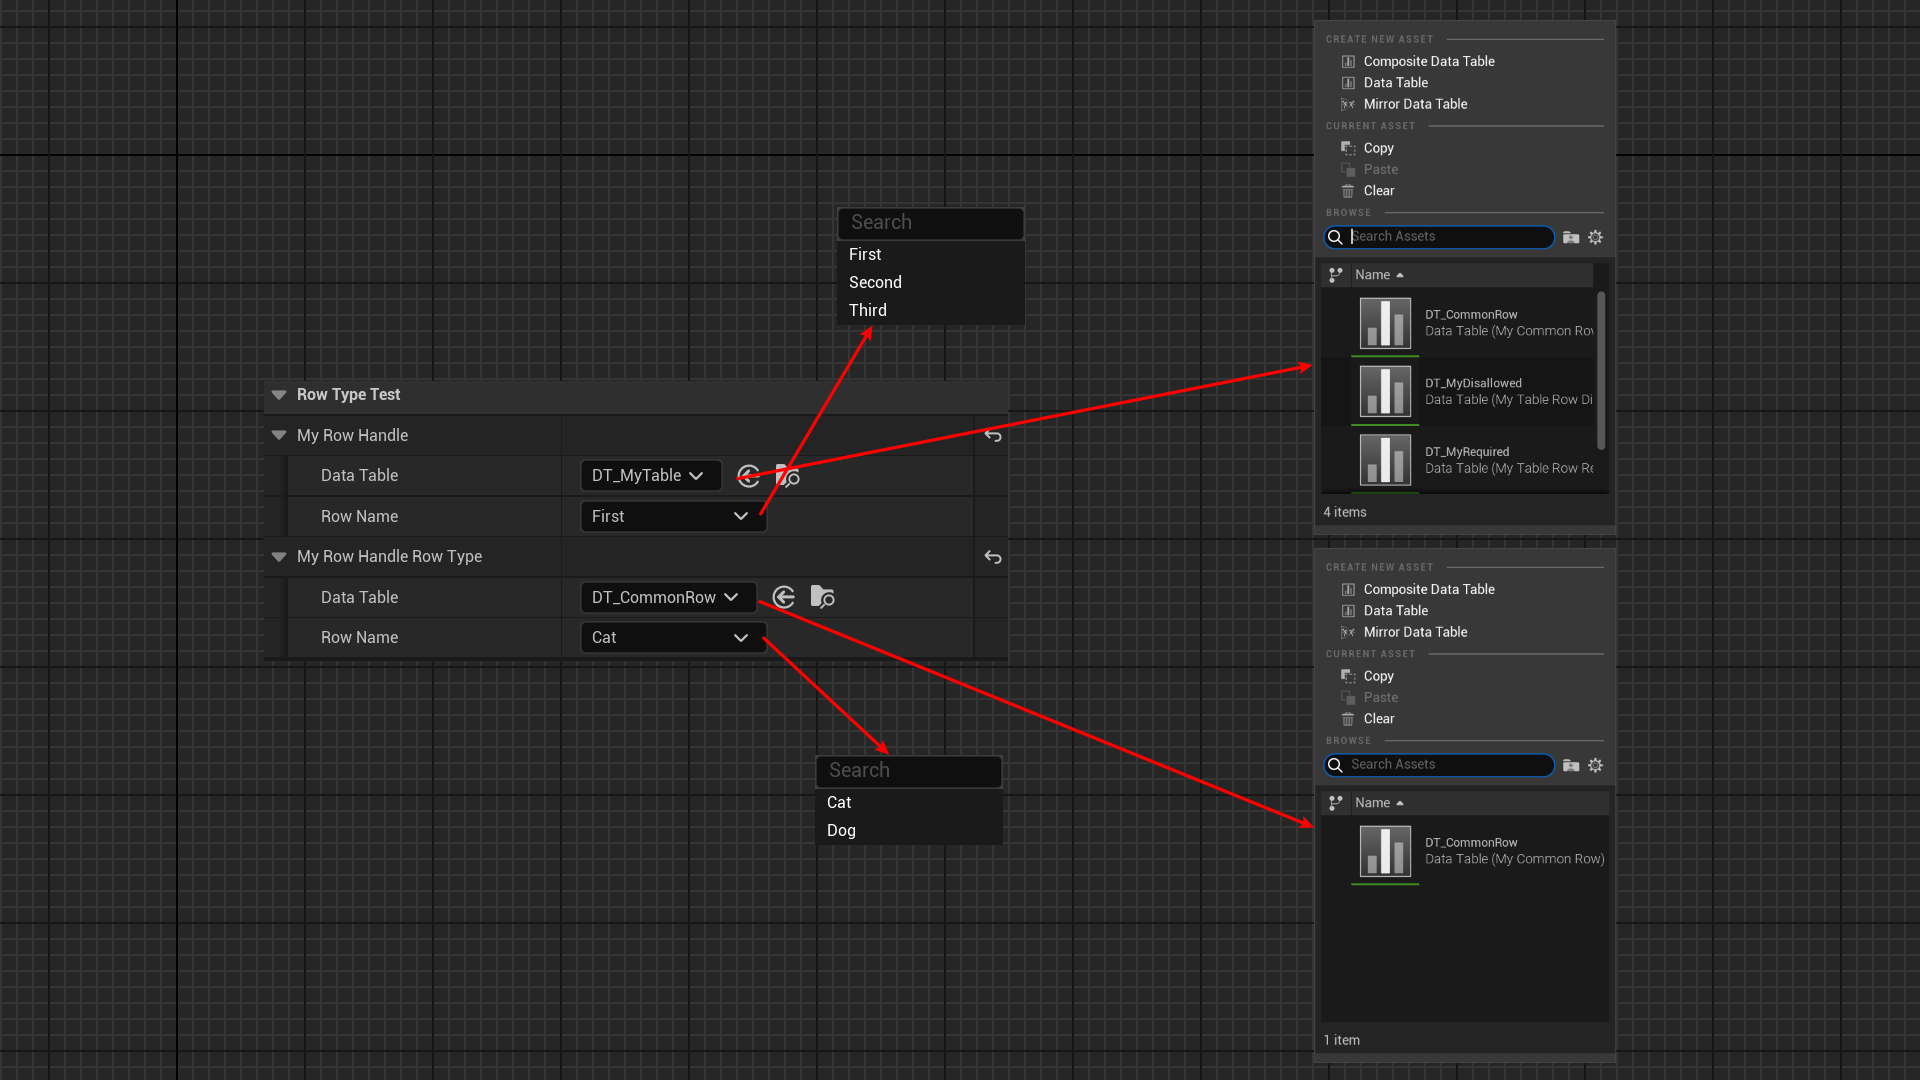 Row Type Test
My Row Handle
Data Table
DT_MyTable
Row Name
First
My Row Handle Row Type
Data Table
DT_CommonRow
Row Name
Cat
Search
First
Second
Third
Search
Cat
Dog
CREATE NEW ASSET
Composite Data Table
Data Table
Mirror Data Table
CURRENT ASSET
Copy
Paste
Clear
BROWSE
Search Assets
Name
DT_CommonRow
Data Table (My Common Ro
DT_MyDisallowed
Data Table (My Table Row Di
DT_MyRequired
Data Table (My Table Row Re
4 items
CREATE NEW ASSET
Composite Data Table
Data Table
Mirror Data Table
CURRENT ASSET
Copy
Paste
Clear
BROWSE
Search Assets
Name
DT_CommonRow
Data Table (My Common Row)
1 item